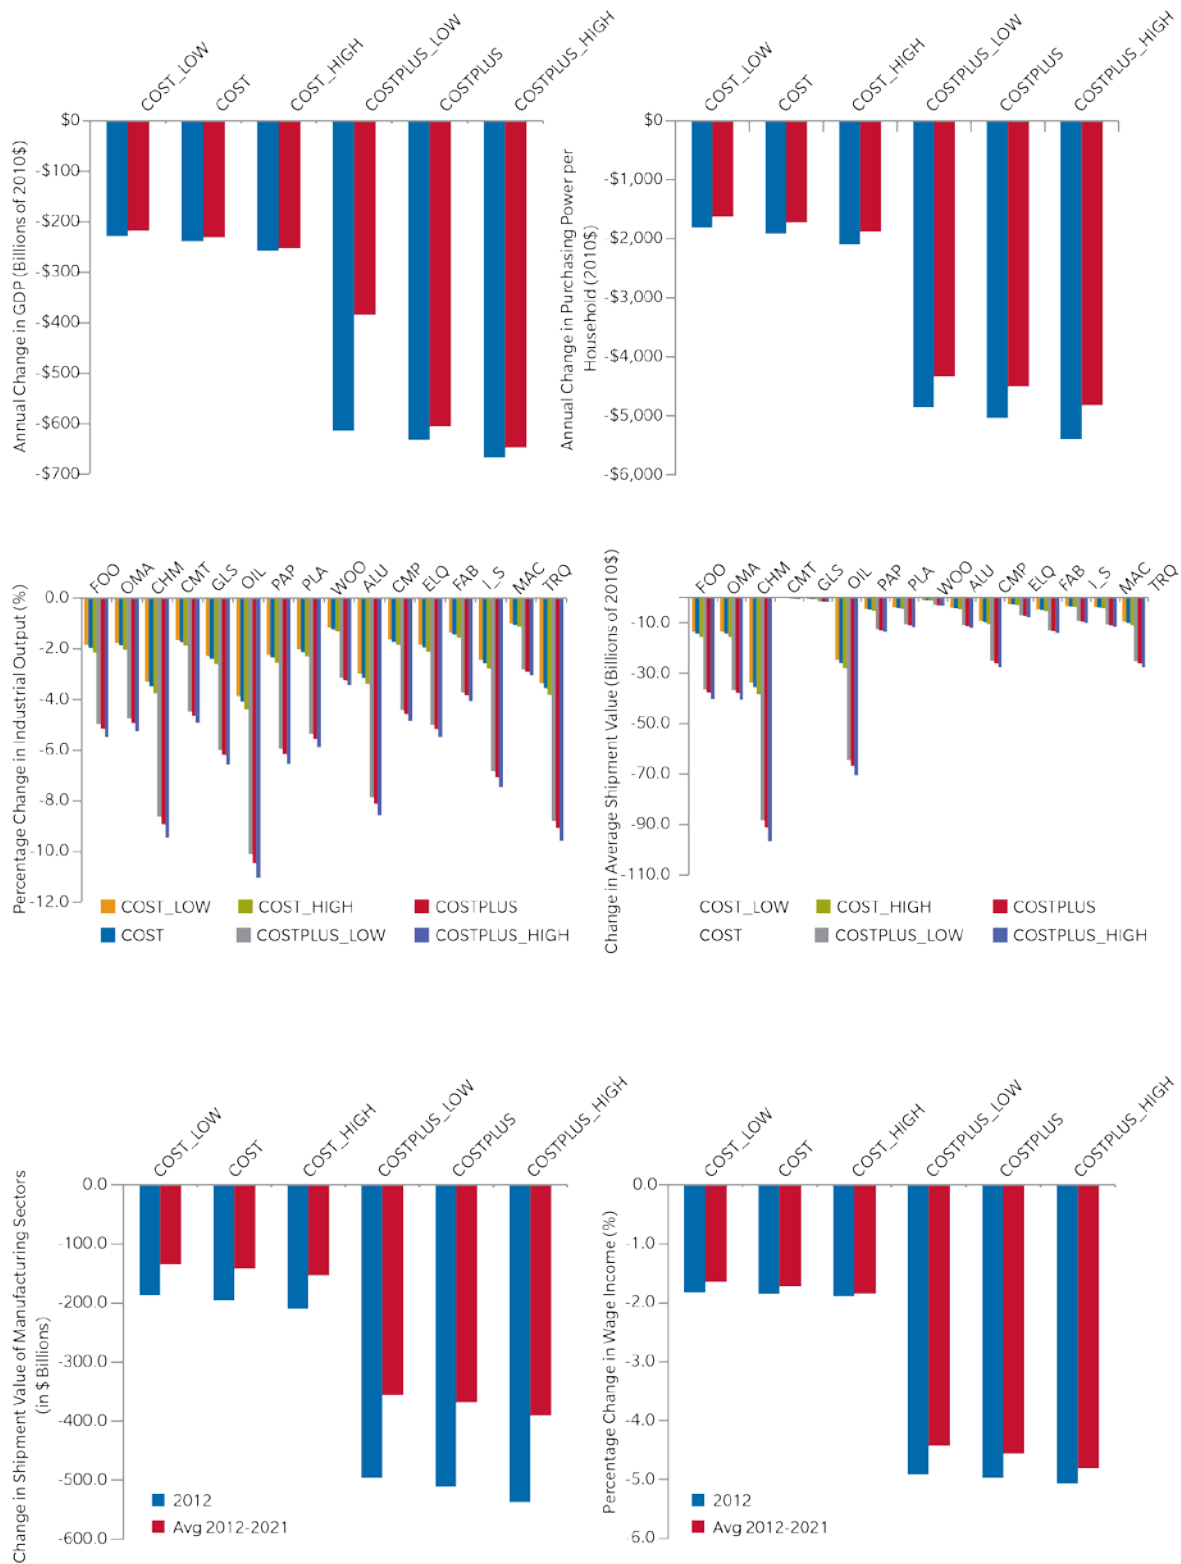 COST_LOW
COST
COST_HIGH
COSTPLUS_LOW
COSTPLUS
COSTPLUS_HIGH
Annual Change in GDP (Billions of 2010$)
$0
-$100
-$200
-$300
-$400
-$500
-$600
-$700
COST_LOW
COST
COST_HIGH
COSTPLUS_LOW
COSTPLUS
COSTPLUS_HIGH
Annual Change in Purchasing Power per
Household (2010$)
$0
-$1,000
-$2,000
-$3,000
-$4,000
-$5,000
-$6,000
FOO
OMA
CHM
CMT
GLS
OIL
PAP
PLA
WOO
ALU
CMP
ELQ
FAB
I_S
MAC
TRQ
Percentage Change in Industrial Output (%)
0.0
-2.0
-4.0
-6.0
-8.0
-10.0
-12.0
COST_LOW
COST_HIGH
COSTPLUS
COST
COSTPLUS_LOW
COSTPLUS_HIGH
FOO
OMA
CHM
CMT
GLS
OIL
PAP
PLA
WOO
ALU
CMP
ELQ
FAB
I_S
MAC
TRQ
Change in Average Shipment Value (Billions of 2010$)
-10.0
-30.0
-50.0
-70.0
-90.0
-110.0
COST_LOW
COST_HIGH
COSTPLUS
COST
COSTPLUS_LOW
COSTPLUS_HIGH
COST_LOW
COST
COST_HIGH
COSTPLUS_LOW
COSTPLUS
COSTPLUS_HIGH
Change in Shipment Value of Manufacturing Sectors
(in $ Billions)
0.0
-100.0
-200.0
-300.0
-400.0
-500.0
-600.0
2012
Avg 2012-2021
COST_LOW
COST
COST_HIGH
COSTPLUS_LOW
COSTPLUS
COSTPLUS_HIGH
Percentage Change in Wage Income (%)
0.0
-1.0
-2.0
-3.0
-4.0
-5.0
-6.0
2012
Avg 2012-2021